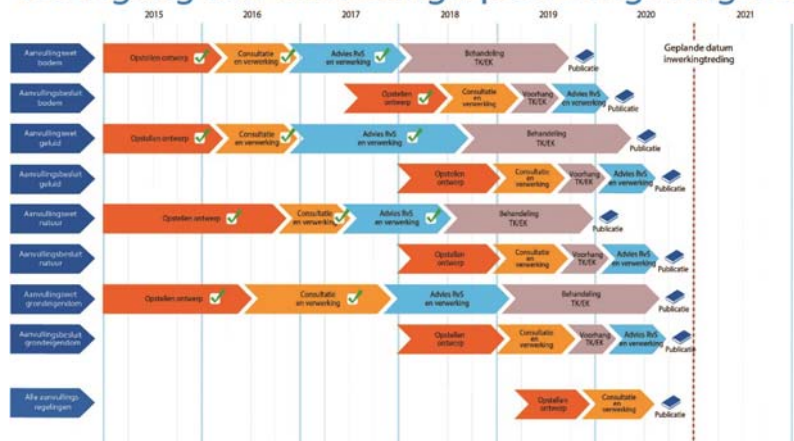 2015 2016 2017 2018 2019 2020 2021
Geplande datum
inwerkingtreding
Aanvullingswet
bodem
Opstellen ontwerp
Consultatie
en verwerking
Advies RvS
en verwerking
Behandeling
TK/EK
Publicatie
Aanvullingsbesluit
bodem
Opstellen
ontwerp
Consultatie
en
verwerking
Voorhang
TK/EK
Advies RvS
en verwerking
Publicatie
Aanvullingswet
geluid
Opstellen ontwerp
Consultatie
en verwerking
Advies RvS
en verwerking
Behandeling
TK/EK
Publicatie
Aanvullingsbesluit
geluid
Opstellen
ontwerp
Consultatie
en
verwerking
Voorhang
TK/EK
Advies RvS
en verwerking
Publicatie
Aanvullingswet
natuur
Opstellen ontwerp
Consultatie
en verwerking
Advies RvS
en verwerking
Behandeling
TK/EK
Publicatie
Aanvullingsbesluit
natuur
Opstellen
ontwerp
Consultatie
en
verwerking
Voorhang
TK/EK
Advies RvS
en verwerking
Publicatie
Aanvullingswet
grondeigendom
Opstellen ontwerp
Consultatie
en verwerking
Advies RvS
en verwerking
Behandeling
TK/EK
Publicatie
Aanvullingsbesluit
grondeigendom
Opstellen
ontwerp
Consultatie
en
verwerking
Voorhang
TK/EK
Advies RvS
en verwerking
Publicatie
Alle aanvullings-
regelingen
Opstellen
ontwerp
Consultatie
en
verwerking
Publicatie